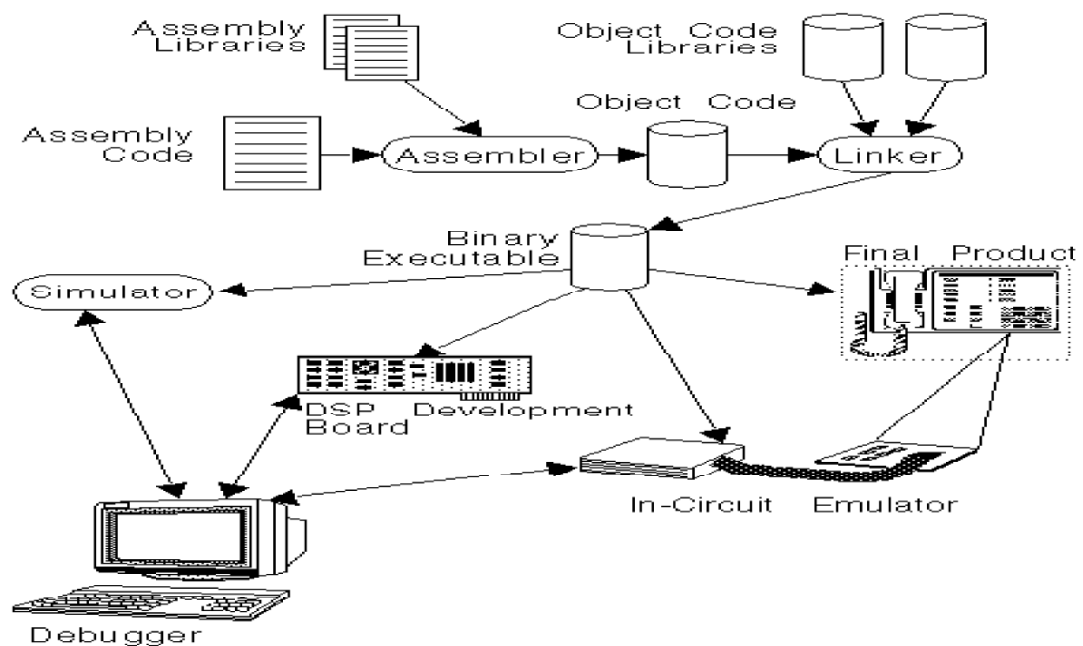 Assembly
Libraries
Object Code
Libraries
Object Code
Assembly
Code
Assembler
Linker
Binary
Executable
Final Product
Simulator
DSP Development
Board
In-Circuit Emulator
Debugger